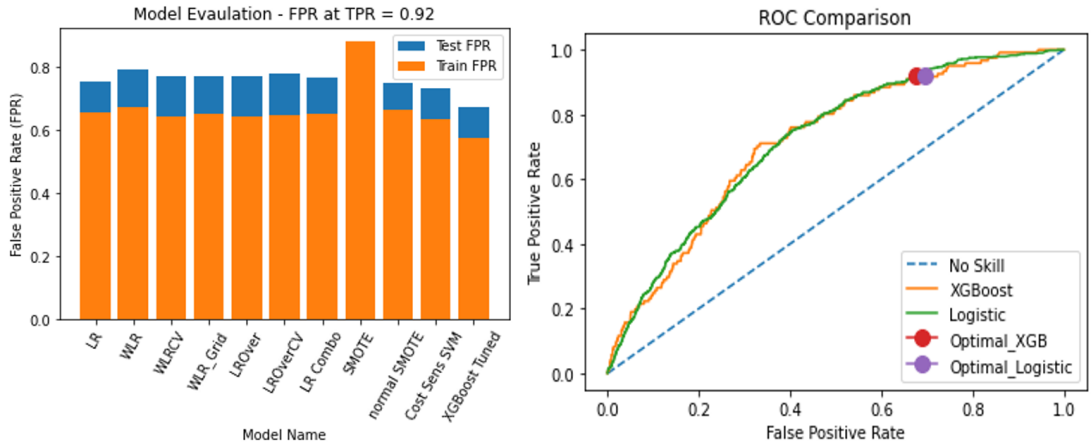 Model Evaulation - FPR at TPR = 0.92
Test FPR
Train FPR
False Positive Rate (FPR)
0.8
0.6
0.4
0.2
0.0
LR
WLR
WLRCV
WLR_Grid
LROver
LROverCV
LR Combo
SMOTE
normal SMOTE
Cost Sens SVM
XGBoost Tuned
Model Name
ROC Comparison
True Positive Rate
1.0
0.8
0.6
0.4
0.2
0.0
No Skill
XGBoost
Logistic
Optimal_XGB
Optimal_Logistic
0.0
0.2
0.4
0.6
0.8
1.0
False Positive Rate